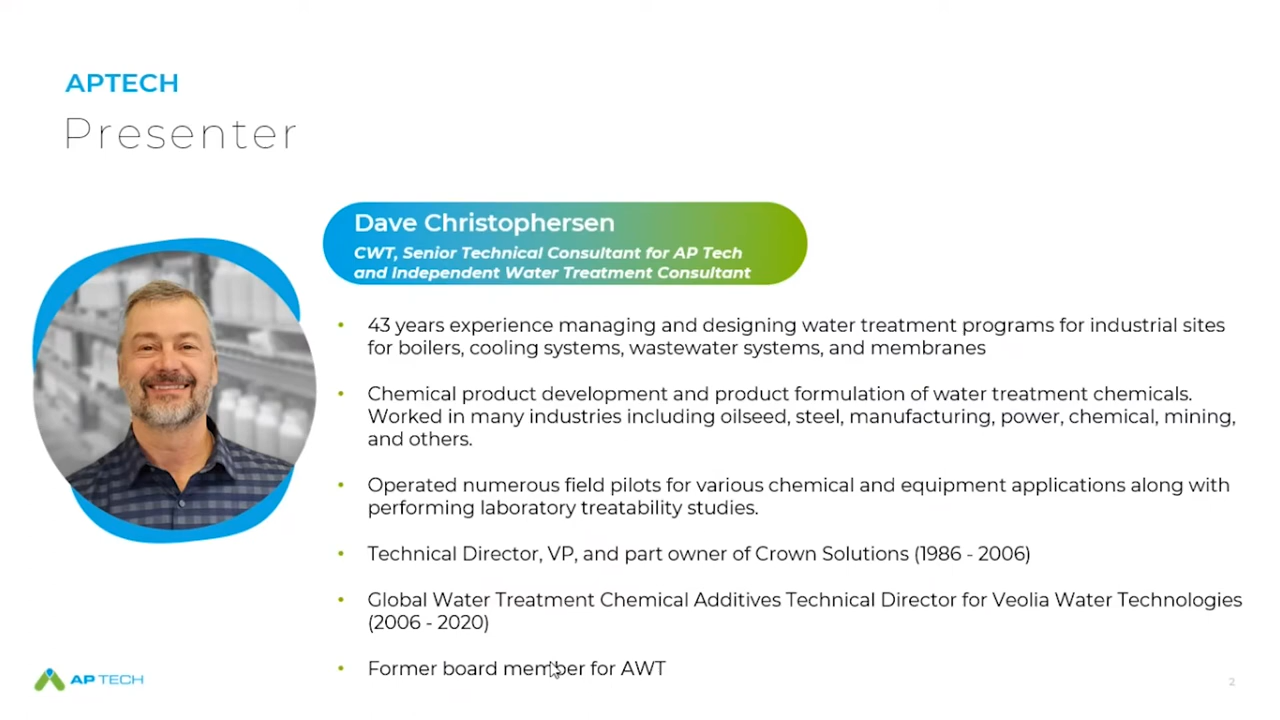 APTECH
Presenter
Dave Christophersen
CWT, Senior Technical Consultant for AP Tech
and Independent Water Treatment Consultant
• 43 years experience managing and designing water treatment programs for industrial sites
for boilers, cooling systems, wastewater systems, and membranes
• Chemical product development and product formulation of water treatment chemicals.
Worked in many industries including oilseed, steel, manufacturing, power, chemical, mining,
and others.
• Operated numerous field pilots for various chemical and equipment applications along with
performing laboratory treatability studies.
• Technical Director, VP, and part owner of Crown Solutions (1986 - 2006)
• Global Water Treatment Chemical Additives Technical Director for Veolia Water Technologies
(2006 - 2020)
• Former board member for AWT
AP TECH
2